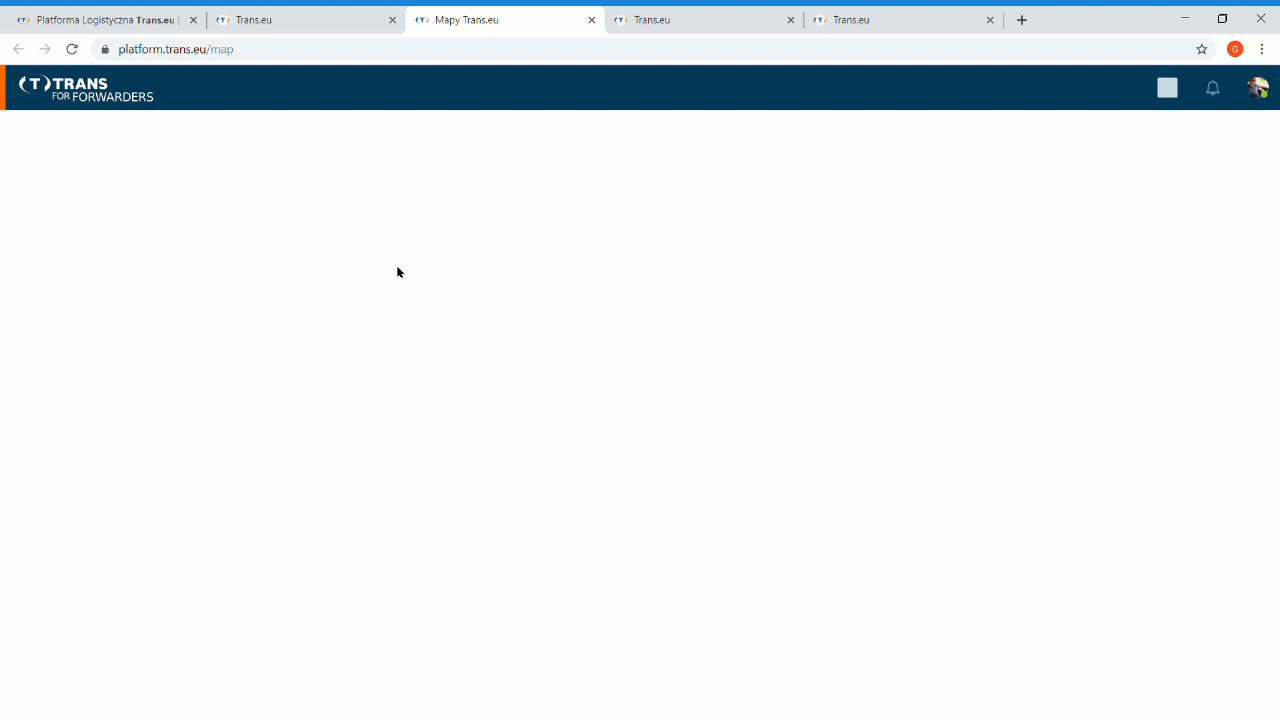 Platforma Logistyczna Trans.eu |
Trans.eu
Mapy Trans.eu
Trans.eu
Trans.eu
platform.trans.eu/map
G
(T) TRANS
FOR FORWARDERS